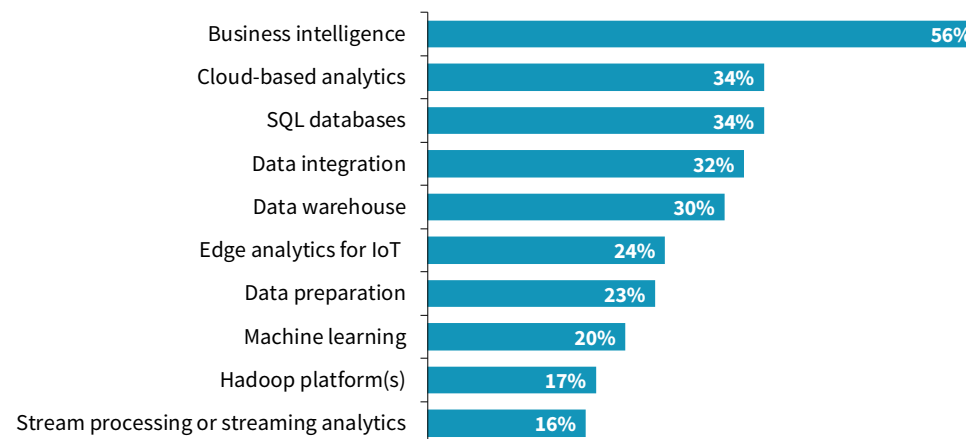 Business intelligence 56%
Cloud-based analytics 34%
SQL databases 34%
Data integration 32%
Data warehouse 30%
Edge analytics for IoT 24%
Data preparation 23%
Machine learning 20%
Hadoop platform(s) 17%
Stream processing or streaming analytics 16%